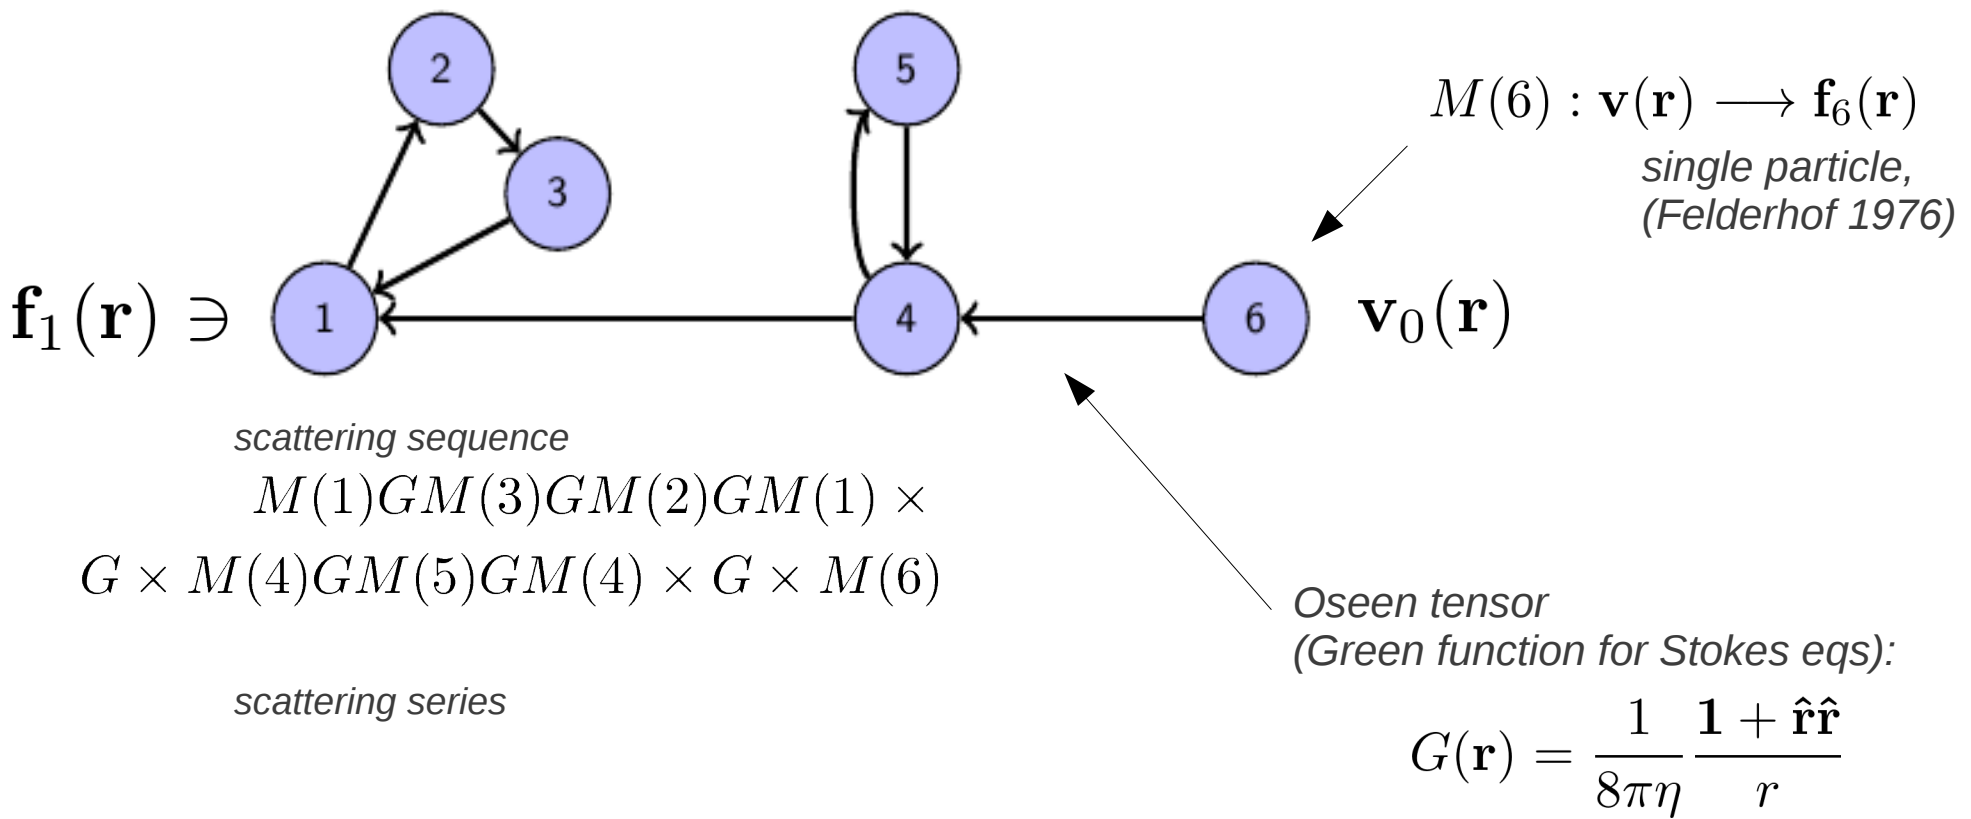 2
5
3
M(6) : v(r) ⟶ f₆(r)
single particle,
(Felderhof 1976)
f₁(r) ∋
1
4
6
v₀(r)
scattering sequence
M(1)GM(3)GM(2)GM(1) ×
G × M(4)GM(5)GM(4) × G × M(6)
Oseen tensor
(Green function for Stokes eqs):
scattering series
G(r) = 1/(8πη) (1 + r̂r̂)/r